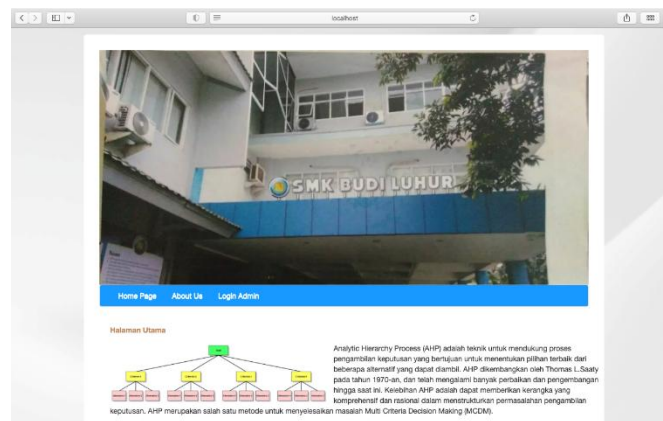 localhost
SMK BUDI LUHUR
Home Page About Us Login Admin
Halaman Utama
Analytic Hierarchy Process (AHP) adalah teknik untuk mendukung proses
pengambilan keputusan yang bertujuan untuk menentukan pilihan terbaik dari
beberapa alternatif yang dapat diambil. AHP dikembangkan oleh Thomas L.Saaty
pada tahun 1970-an, dan telah mengalami banyak perbaikan dan pengembangan
hingga saat ini. Kelebihan AHP adalah dapat memberikan kerangka yang
komprehensif dan rasional dalam menstrukturkan permasalahan pengambilan
keputusan. AHP merupakan salah satu metode untuk menyelesaikan masalah Multi Criteria Decision Making (MCDM).